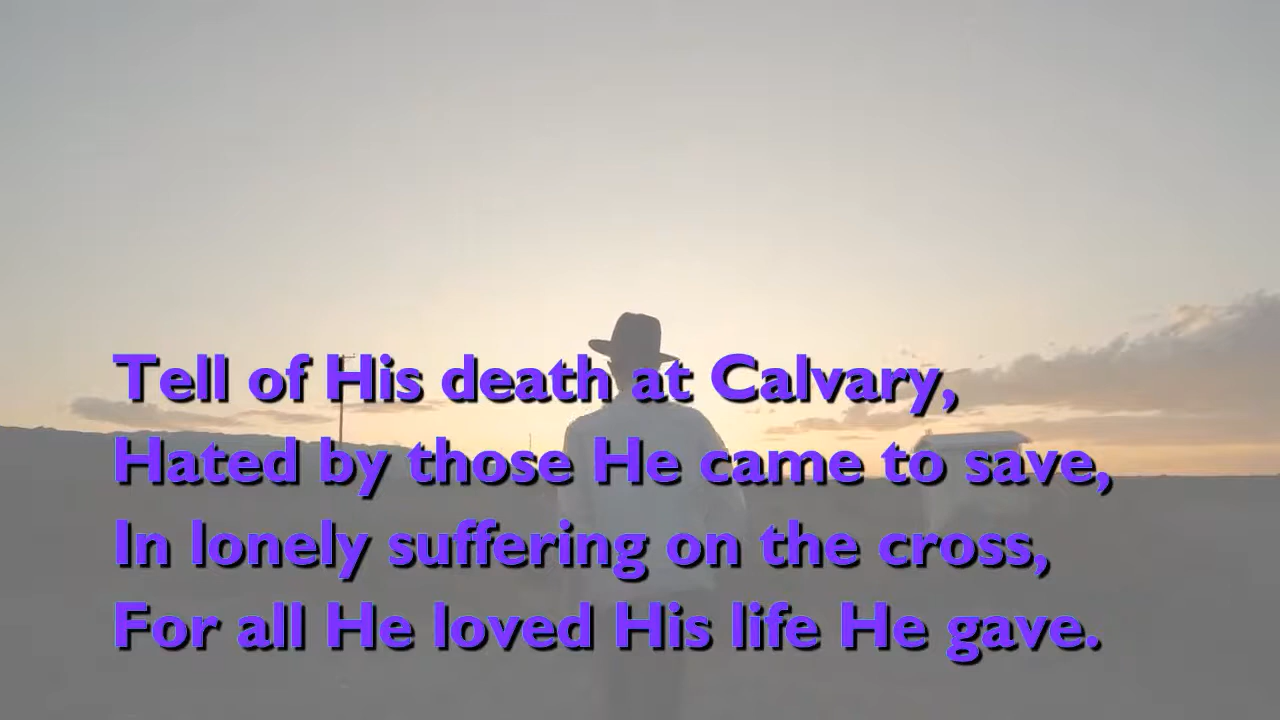 Tell of His death at Calvary,
Hated by those He came to save,
In lonely suffering on the cross,
For all He loved His life He gave.